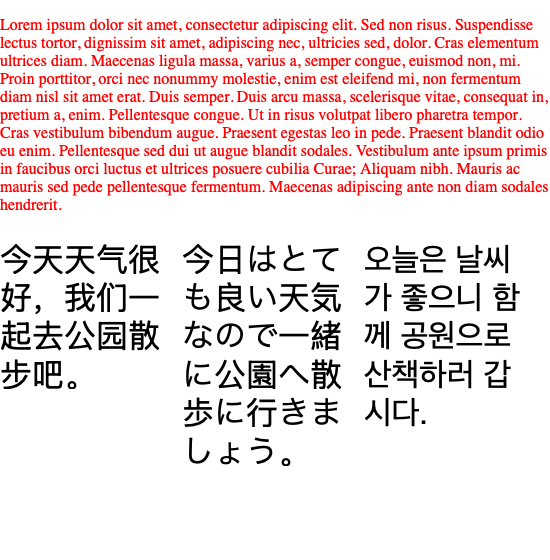 Lorem ipsum dolor sit amet, consectetur adipiscing elit. Sed non risus. Suspendisse
lectus tortor, dignissim sit amet, adipiscing nec, ultricies sed, dolor. Cras elementum
ultrices diam. Maecenas ligula massa, varius a, semper congue, euismod non, mi.
Proin porttitor, orci nec nonummy molestie, enim est eleifend mi, non fermentum
diam nisl sit amet erat. Duis semper. Duis arcu massa, scelerisque vitae, consequat in,
pretium a, enim. Pellentesque congue. Ut in risus volutpat libero pharetra tempor.
Cras vestibulum bibendum augue. Praesent egestas leo in pede. Praesent blandit odio
eu enim. Pellentesque sed dui ut augue blandit sodales. Vestibulum ante ipsum primis
in faucibus orci luctus et ultrices posuere cubilia Curae; Aliquam nibh. Mauris ac
mauris sed pede pellentesque fermentum. Maecenas adipiscing ante non diam sodales
hendrerit.
今天天气很
好，我们一
起去公园散
步吧。
今日はとて
も良い天気
なので一緒
に公園へ散
歩に行きま
しょう。
오늘은 날씨
가 좋으니 함
께 공원으로
산책하러 갑
시다.